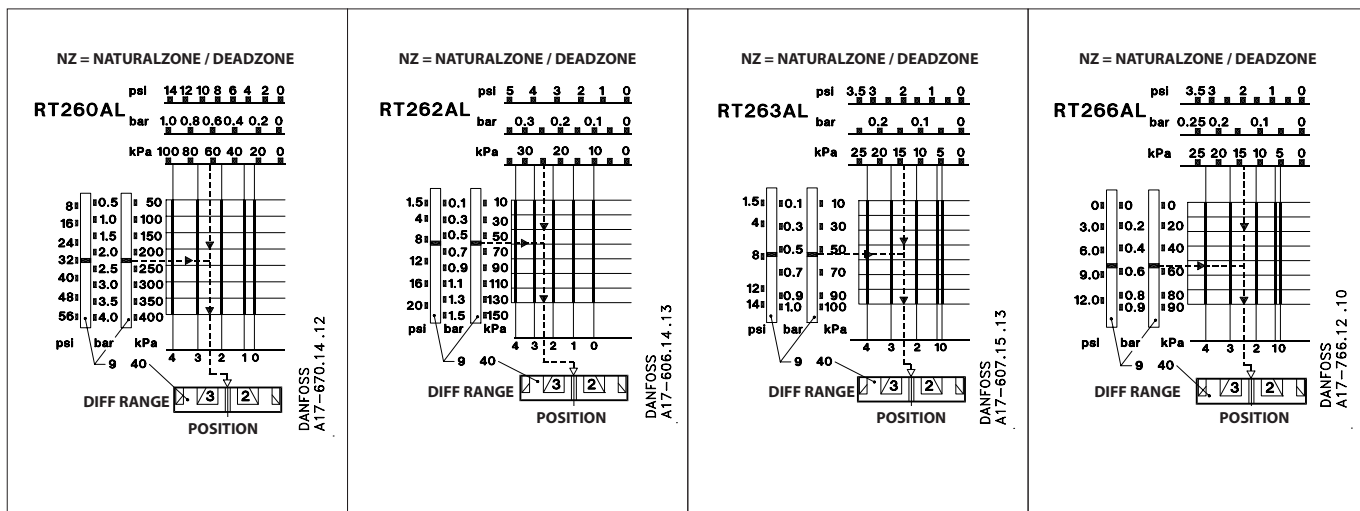 NZ = NATURALZONE / DEADZONE
RT260AL
psi 14 12 10 8 6 4 2 0
bar 1.0 0.8 0.6 0.4 0.2 0
kPa 100 80 60 40 20 0
8 0.5 50
16 1.0 100
24 1.5 150
32 2.0 200
40 2.5 250
48 3.0 300
56 3.5 350
4.0 400
psi bar kPa
4 3 2 1 0
9 40
3 2
DIFF RANGE
POSITION
DANFOSS
A17-670.14.12
NZ = NATURALZONE / DEADZONE
RT262AL
psi 5 4 3 2 1 0
bar 0.3 0.2 0.1 0
kPa 30 20 10 0
1.5 0.1 10
4 0.3 30
8 0.5 50
0.7 70
12 0.9 90
16 1.1 110
20 1.3 130
1.5 150
psi bar kPa
4 3 2 1 0
9 40
3 2
DIFF RANGE
POSITION
DANFOSS
A17-606.14.13
NZ = NATURALZONE / DEADZONE
RT263AL
psi 3.5 3 2 1 0
bar 0.2 0.1 0
kPa 25 20 15 10 5 0
1.5 0.1 10
4 0.3 30
8 0.5 50
0.7 70
12 0.9 90
14 1.0 100
psi bar kPa
4 3 2 1 0
9 40
3 2
DIFF RANGE
POSITION
DANFOSS
A17-607.15.13
NZ = NATURALZONE / DEADZONE
RT266AL
psi 3.5 3 2 1 0
bar 0.25 0.2 0.1 0
kPa 25 20 15 10 5 0
0 0 0
3.0 0.2 20
6.0 0.4 40
9.0 0.6 60
12.0 0.8 80
0.9 90
psi bar kPa
4 3 2 1 0
9 40
3 2
DIFF RANGE
POSITION
DANFOSS
A17-766.12.10